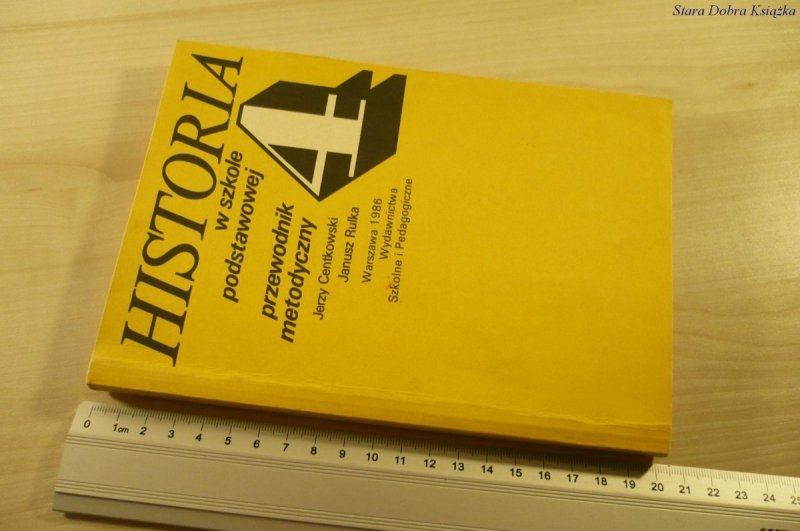 Stara Dobra Książka
HISTORIA
4
w szkole
podstawowej
przewodnik
metodyczny
Jerzy Centkowski
Janusz Rulka
Warszawa 1986
Wydawnictwa
Szkolne i Pedagogiczne
0 1cm 2 3 4 5 6 7 8 9 10 11 12 13 14 15 16 17 18 19 20 21 22 23 24 25